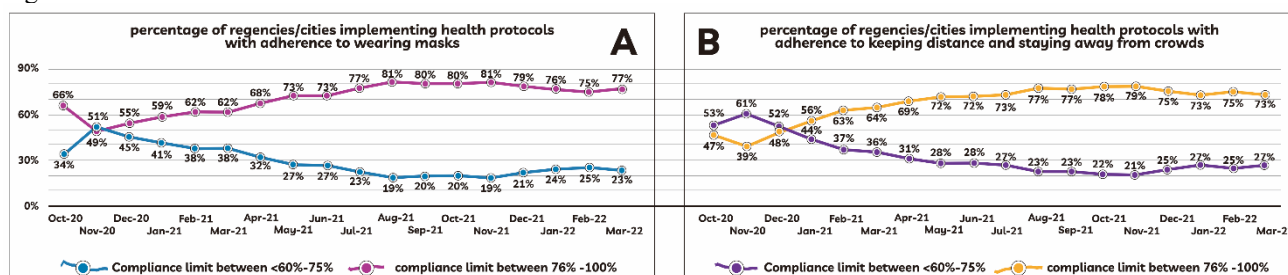 percentage of regencies/cities implementing health protocols
with adherence to wearing masks
A
90%
60%
30%
0%
66%
51%
55%
59%
62%
62%
68%
73%
73%
77%
81%
80%
80%
81%
79%
76%
75%
77%
34%
49%
45%
41%
38%
38%
32%
27%
27%
23%
19%
20%
20%
19%
21%
24%
25%
23%
Oct-20
Nov-20
Dec-20
Jan-21
Feb-21
Mar-21
Apr-21
May-21
Jun-21
Jul-21
Aug-21
Sep-21
Oct-21
Nov-21
Dec-21
Jan-22
Feb-22
Mar-22
Compliance limit between <60%-75%
compliance limit between 76% -100%
B
percentage of regencies/cities implementing health protocols with
adherence to keeping distance and staying away from crowds
53%
61%
52%
56%
63%
64%
69%
72%
72%
73%
77%
77%
78%
79%
75%
73%
75%
73%
47%
39%
48%
44%
37%
36%
31%
28%
28%
27%
23%
23%
22%
21%
25%
27%
25%
27%
Oct-20
Nov-20
Dec-20
Jan-21
Feb-21
Mar-21
Apr-21
May-21
Jun-21
Jul-21
Aug-21
Sep-21
Oct-21
Nov-21
Dec-21
Jan-22
Feb-22
Mar-2
Compliance limit between <60%-75%
compliance limit between 76% -100%